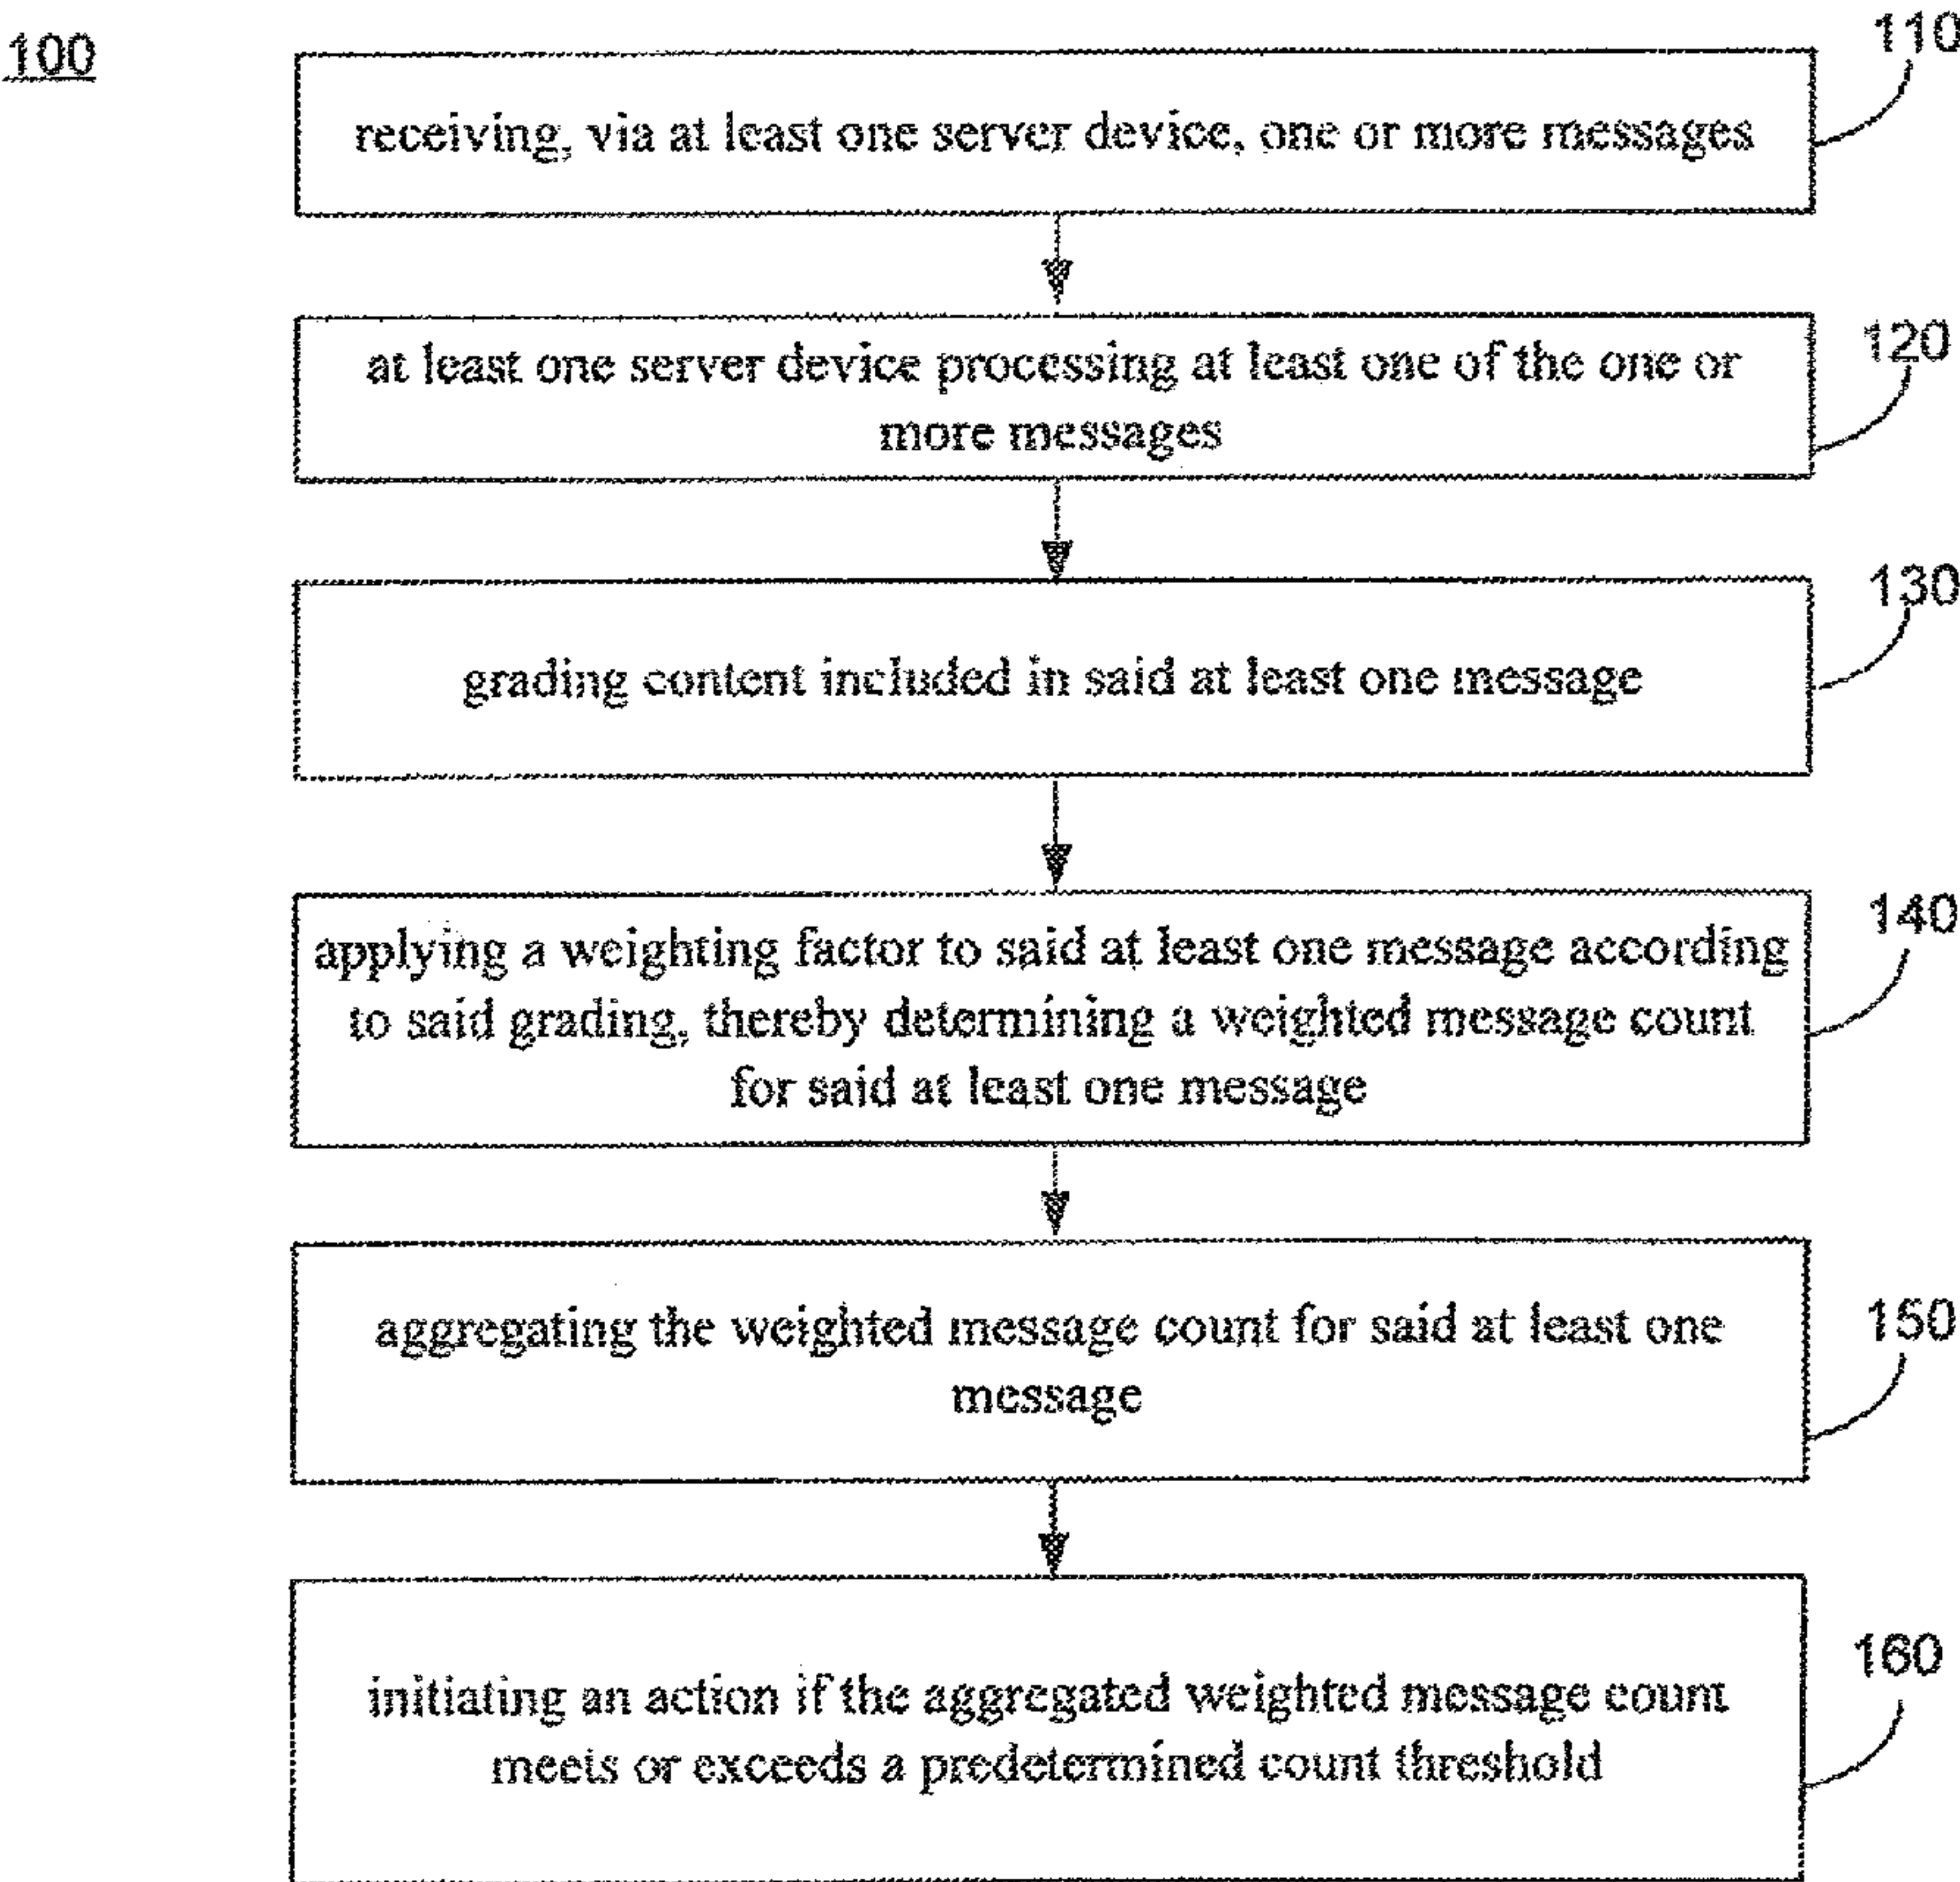 100
110
receiving, via at least one server device, one or more messages
120
at least one server device processing at least one of the one or
more messages
130
grading content included in said at least one message
140
applying a weighting factor to said at least one message according
to said grading, thereby determining a weighted message count
for said at least one message
150
aggregating the weighted message count for said at least one
message
160
initiating an action if the aggregated weighted message count
meets or exceeds a predetermined count threshold